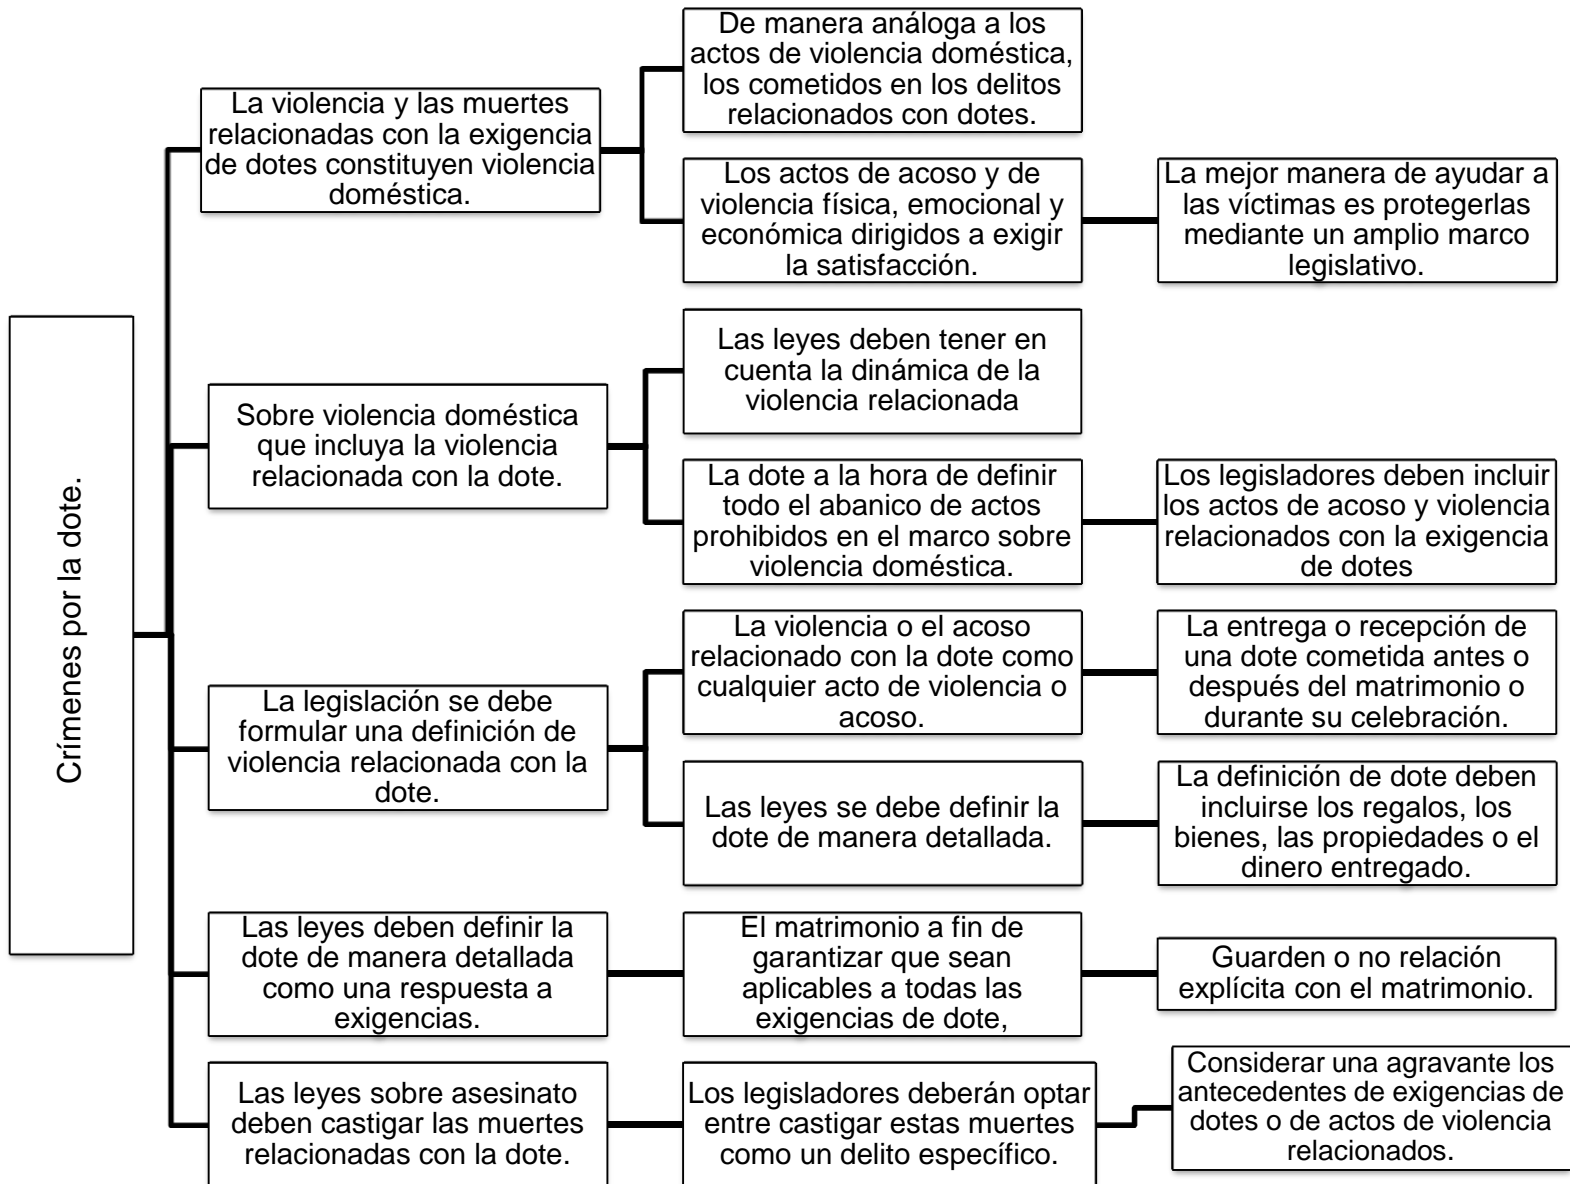 Crímenes por la dote.
La violencia y las muertes
relacionadas con la exigencia
de dotes constituyen violencia
doméstica.
De manera análoga a los
actos de violencia doméstica,
los cometidos en los delitos
relacionados con dotes.
Los actos de acoso y de
violencia física, emocional y
económica dirigidos a exigir
la satisfacción.
La mejor manera de ayudar a
las víctimas es protegerlas
mediante un amplio marco
legislativo.
Sobre violencia doméstica
que incluya la violencia
relacionada con la dote.
Las leyes deben tener en
cuenta la dinámica de la
violencia relacionada
La dote a la hora de definir
todo el abanico de actos
prohibidos en el marco sobre
violencia doméstica.
Los legisladores deben incluir
los actos de acoso y violencia
relacionados con la exigencia
de dotes
La legislación se debe
formular una definición de
violencia relacionada con la
dote.
La violencia o el acoso
relacionado con la dote como
cualquier acto de violencia o
acoso.
La entrega o recepción de
una dote cometida antes o
después del matrimonio o
durante su celebración.
Las leyes se debe definir la
dote de manera detallada.
La definición de dote deben
incluirse los regalos, los
bienes, las propiedades o el
dinero entregado.
Las leyes deben definir la
dote de manera detallada
como una respuesta a
exigencias.
El matrimonio a fin de
garantizar que sean
aplicables a todas las
exigencias de dote,
Guarden o no relación
explícita con el matrimonio.
Las leyes sobre asesinato
deben castigar las muertes
relacionadas con la dote.
Los legisladores deberán optar
entre castigar estas muertes
como un delito específico.
Considerar una agravante los
antecedentes de exigencias de
dotes o de actos de violencia
relacionados.